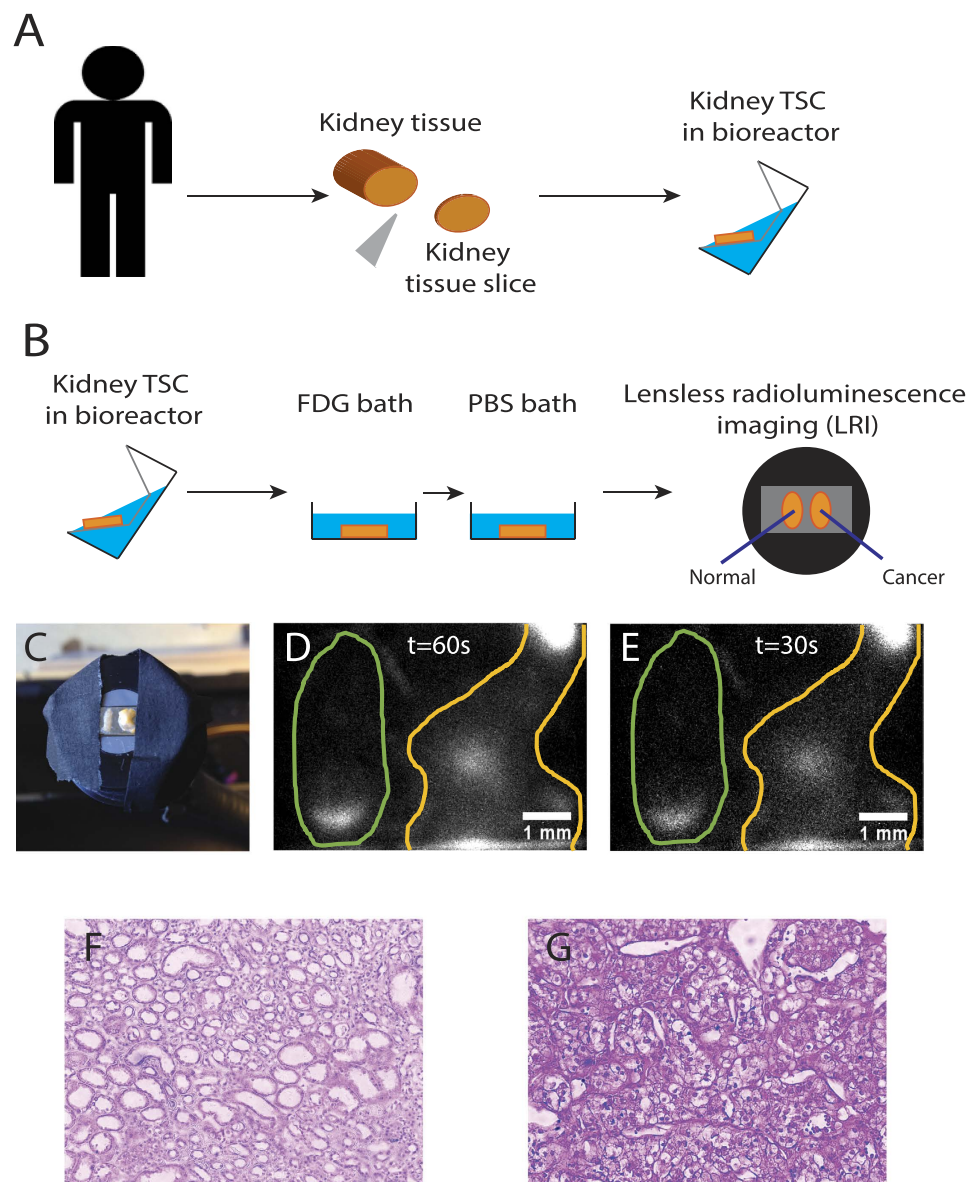 A
Kidney tissue
Kidney
tissue slice
Kidney TSC
in bioreactor
B
Kidney TSC
in bioreactor
FDG bath
PBS bath
Lensless radioluminescence
imaging (LRI)
Normal
Cancer
C
D
t=60s
1 mm
E
t=30s
1 mm
F
G